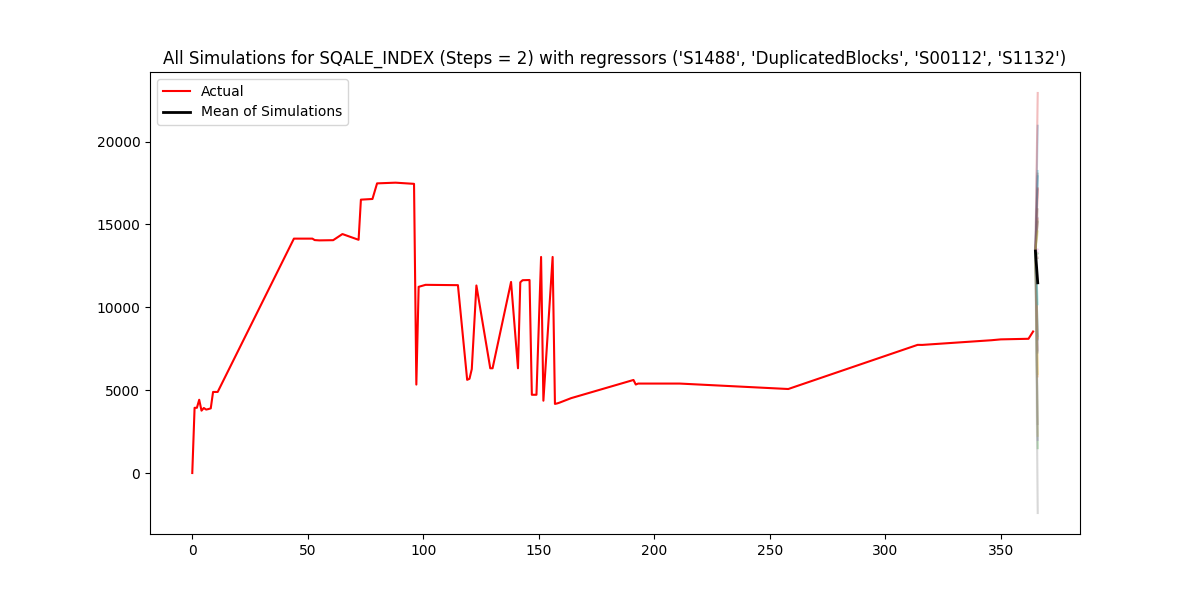 All Simulations for SQALE_INDEX (Steps = 2) with regressors ('S1488', 'DuplicatedBlocks', 'S00112', 'S1132')
Actual
Mean of Simulations
20000
15000
10000
5000
0
0 50 100 150 200 250 300 350